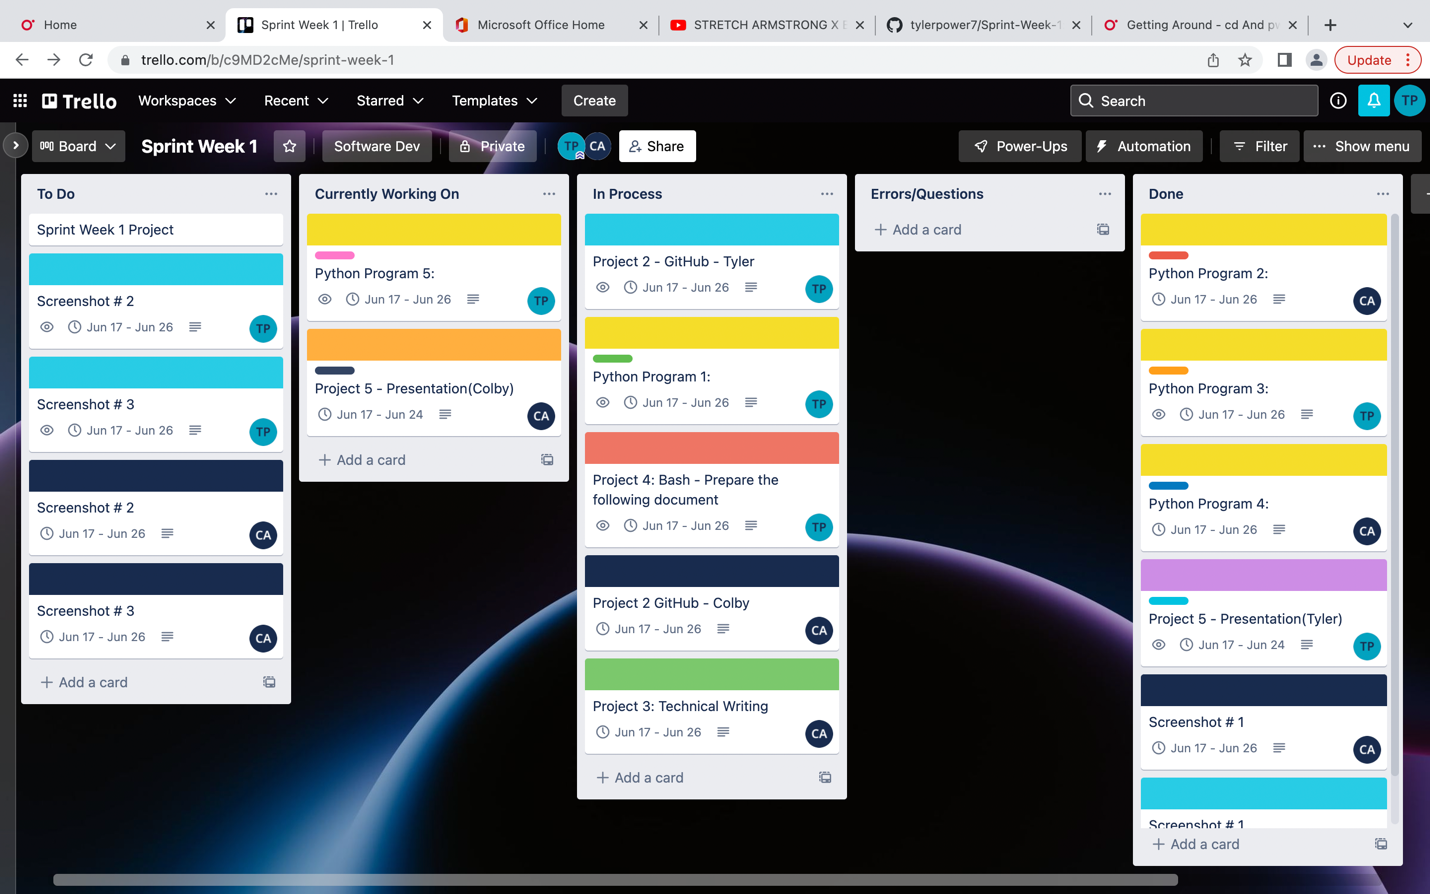 Home
Sprint Week 1 | Trello
Microsoft Office Home
STRETCH ARMSTRONG X
tylerpower7/Sprint-Week-1
Getting Around - cd And pw
trello.com/b/c9MD2cMe/sprint-week-1
Update
Trello
Workspaces
Recent
Starred
Templates
Create
Search
TP
Board
Sprint Week 1
Software Dev
Private
TP
CA
Share
Power-Ups
Automation
Filter
Show menu
To Do
Sprint Week 1 Project
Screenshot # 2
Jun 17 - Jun 26
TP
Screenshot # 3
Jun 17 - Jun 26
TP
Screenshot # 2
Jun 17 - Jun 26
CA
Screenshot # 3
Jun 17 - Jun 26
CA
+ Add a card
Currently Working On
Python Program 5:
Jun 17 - Jun 26
TP
Project 5 - Presentation(Colby)
Jun 17 - Jun 24
CA
+ Add a card
In Process
Project 2 - GitHub - Tyler
Jun 17 - Jun 26
TP
Python Program 1:
Jun 17 - Jun 26
TP
Project 4: Bash - Prepare the
following document
Jun 17 - Jun 26
TP
Project 2 GitHub - Colby
Jun 17 - Jun 26
CA
Project 3: Technical Writing
Jun 17 - Jun 26
CA
+ Add a card
Errors/Questions
+ Add a card
Done
Python Program 2:
Jun 17 - Jun 26
CA
Python Program 3:
Jun 17 - Jun 26
TP
Python Program 4:
Jun 17 - Jun 26
CA
Project 5 - Presentation(Tyler)
Jun 17 - Jun 24
TP
Screenshot # 1
Jun 17 - Jun 26
CA
Screenshot # 1
+ Add a card